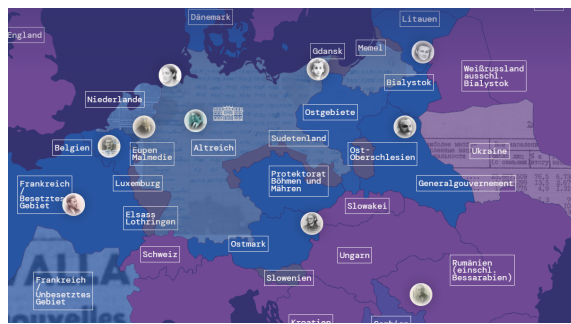 Dänemark
Litauen
England
Gdansk
Memel
Weißrussland
ausschl.
Bialystok
Bialystok
Niederlande
Ostgebiete
Belgien
Eupen
Malmedie
Altreich
Sudetenland
Ost-
Oberschlesien
Ukraine
Frankreich
/
Besetztes
Gebiet
Luxemburg
Protektorat
Böhmen und
Mähren
Generalgouvernement
Elsass
Lothringen
Slowakei
Schweiz
Ostmark
Ungarn
Rumänien
(einschl.
Bessarabien)
Frankreich
/
Unbesetztes
Gebiet
Slowenien
Kroatien